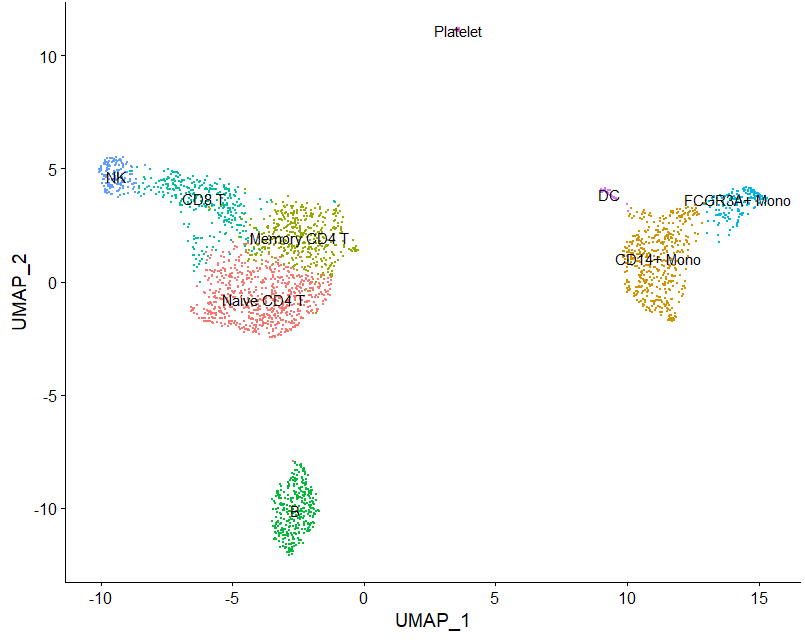 Platelet
10
5
NK
CD8 T
DC
FCGR3A+ Mono
Memory CD4 T
CD14+ Mono
0
Naive CD4 T
UMAP_2
-5
-10
B
-10
-5
0
5
10
15
UMAP_1